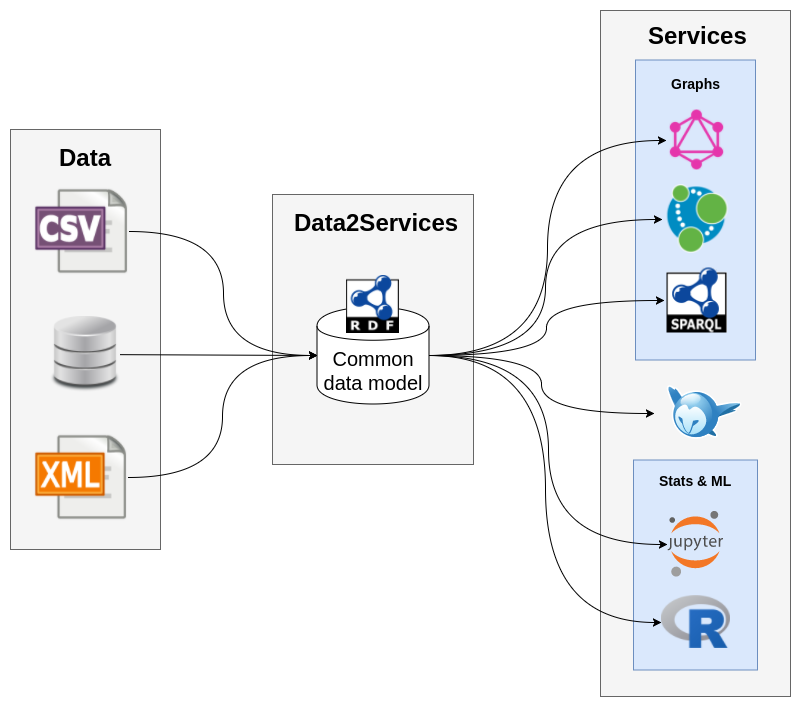 Data
CSV
XML
Data2Services
RDF
Common
data model
Services
Graphs
SPARQL
Stats & ML
jupyter
R